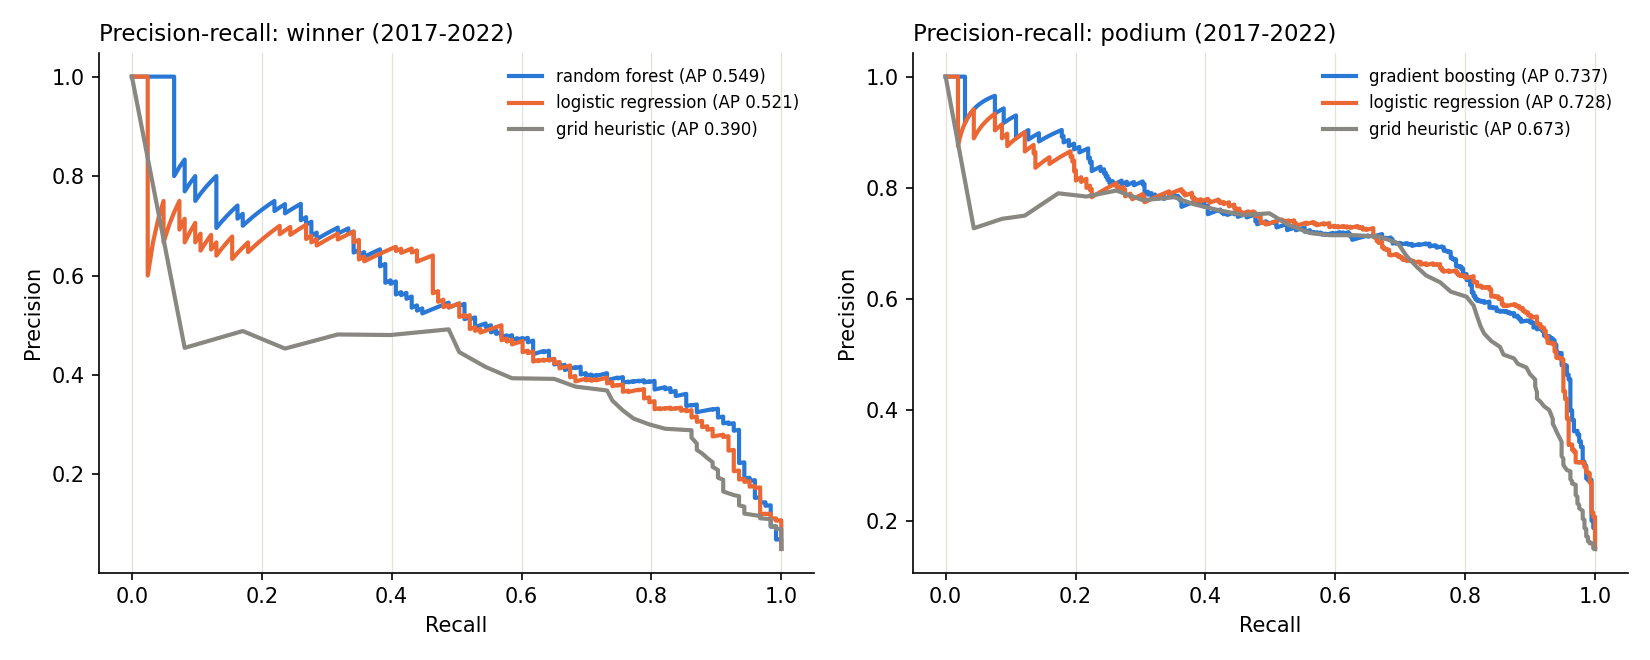 Precision-recall: winner (2017-2022)
random forest (AP 0.549)
logistic regression (AP 0.521)
grid heuristic (AP 0.390)
Precision
1.0
0.8
0.6
0.4
0.2
0.0 0.2 0.4 0.6 0.8 1.0
Recall
Precision-recall: podium (2017-2022)
gradient boosting (AP 0.737)
logistic regression (AP 0.728)
grid heuristic (AP 0.673)
Precision
1.0
0.8
0.6
0.4
0.2
0.0 0.2 0.4 0.6 0.8 1.0
Recall